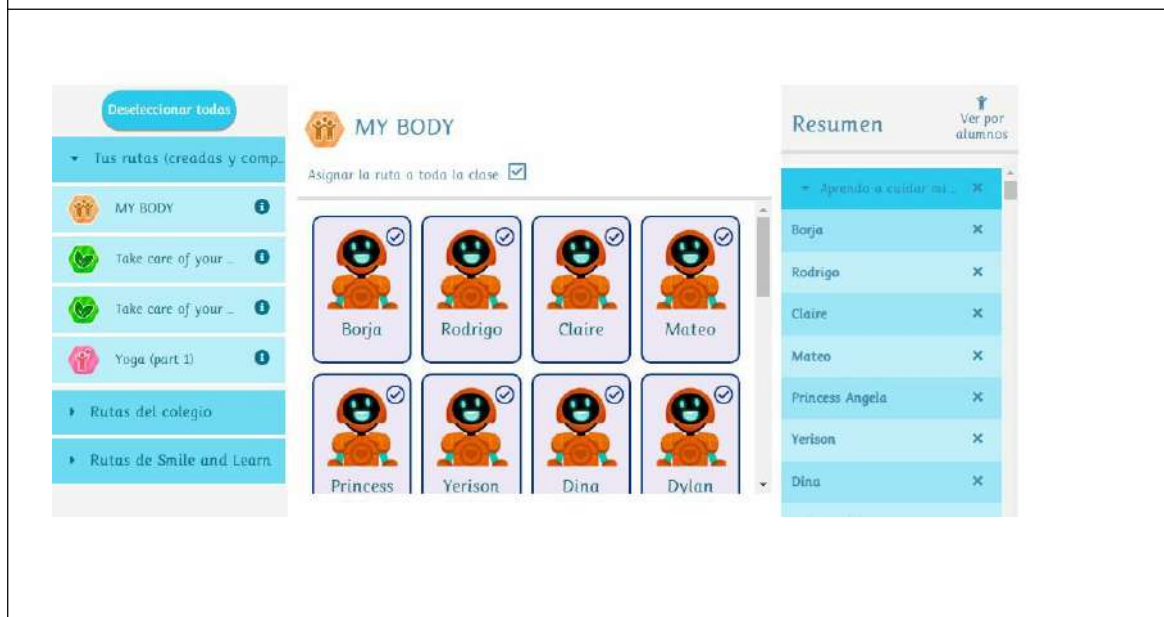 Deseleccionar todas
Tus rutas (creadas y comp...
MY BODY
Take care of your ...
Take care of your ...
Yoga (part 1)
Rutas del colegio
Rutas de Smile and Learn
MY BODY
Asignar la ruta a toda la clase
Borja
Rodrigo
Claire
Mateo
Princess
Yerison
Dina
Dylan
Resumen
Ver por
alumnos
Aprendo a cuidar mi ...
Borja
Rodrigo
Claire
Mateo
Princess Angela
Yerison
Dina